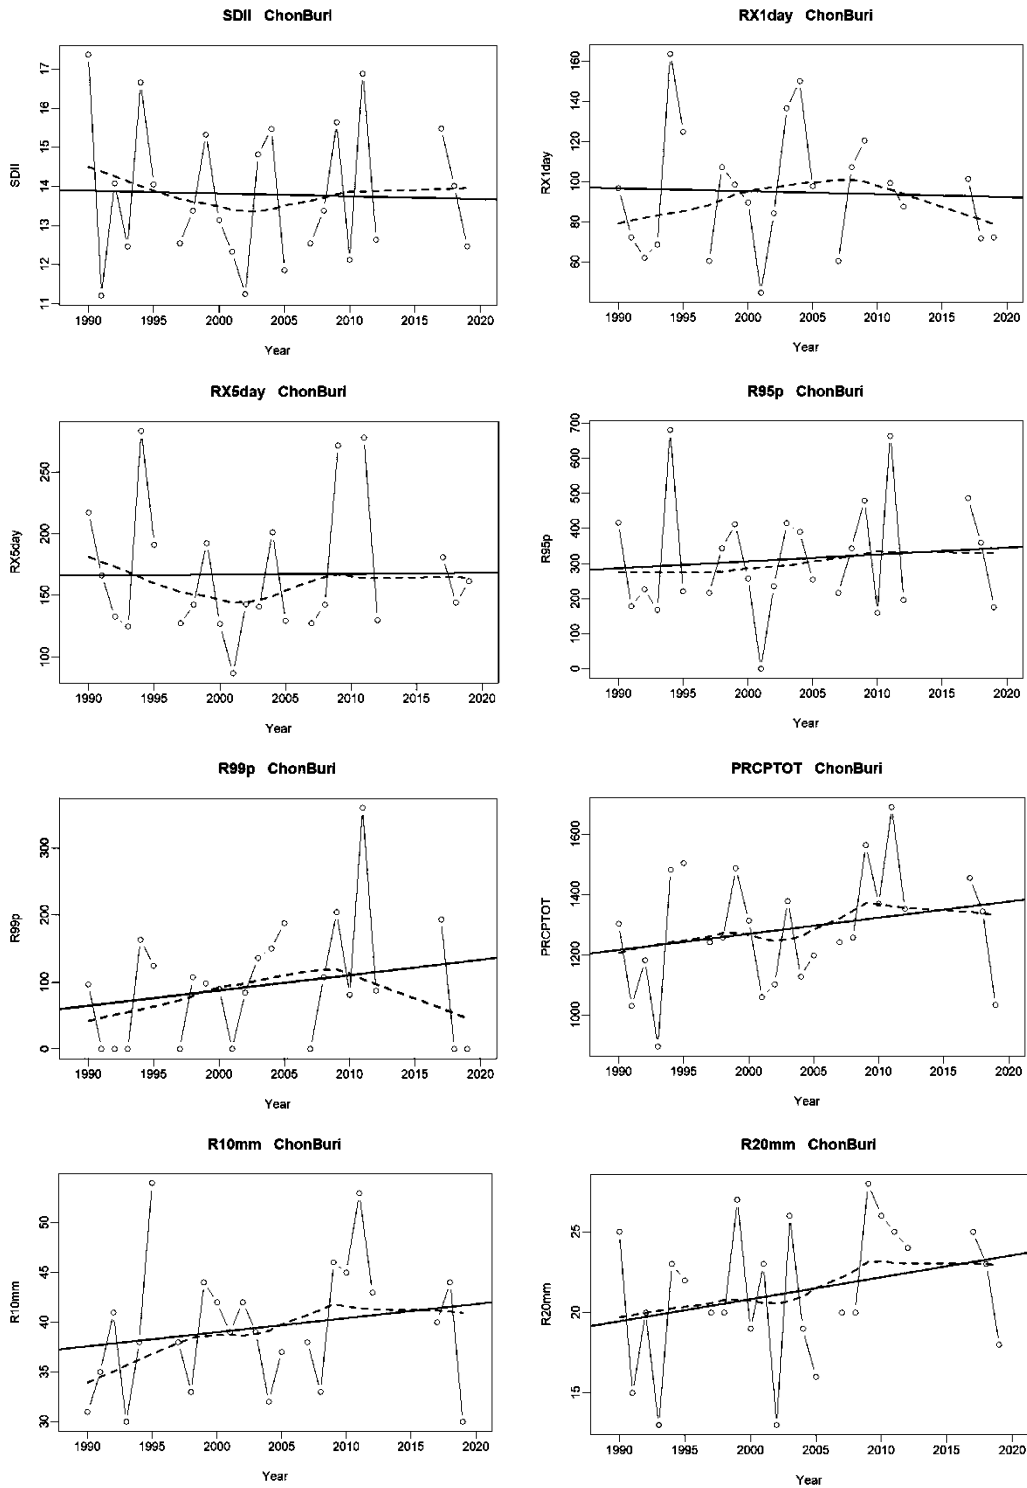 SDII ChonBuri
SDII
11 12 13 14 15 16 17
1990 1995 2000 2005 2010 2015 2020
Year
RX1day ChonBuri
RX1day
60 80 100 120 140 160
1990 1995 2000 2005 2010 2015 2020
Year
RX5day ChonBuri
RX5day
100 150 200 250
1990 1995 2000 2005 2010 2015 2020
Year
R95p ChonBuri
R95p
0 100 200 300 400 500 600 700
1990 1995 2000 2005 2010 2015 2020
Year
R99p ChonBuri
R99p
0 100 200 300
1990 1995 2000 2005 2010 2015 2020
Year
PRCPTOT ChonBuri
PRCPTOT
1000 1200 1400 1600
1990 1995 2000 2005 2010 2015 2020
Year
R10mm ChonBuri
R10mm
30 35 40 45 50
1990 1995 2000 2005 2010 2015 2020
Year
R20mm ChonBuri
R20mm
15 20 25
1990 1995 2000 2005 2010 2015 2020
Year